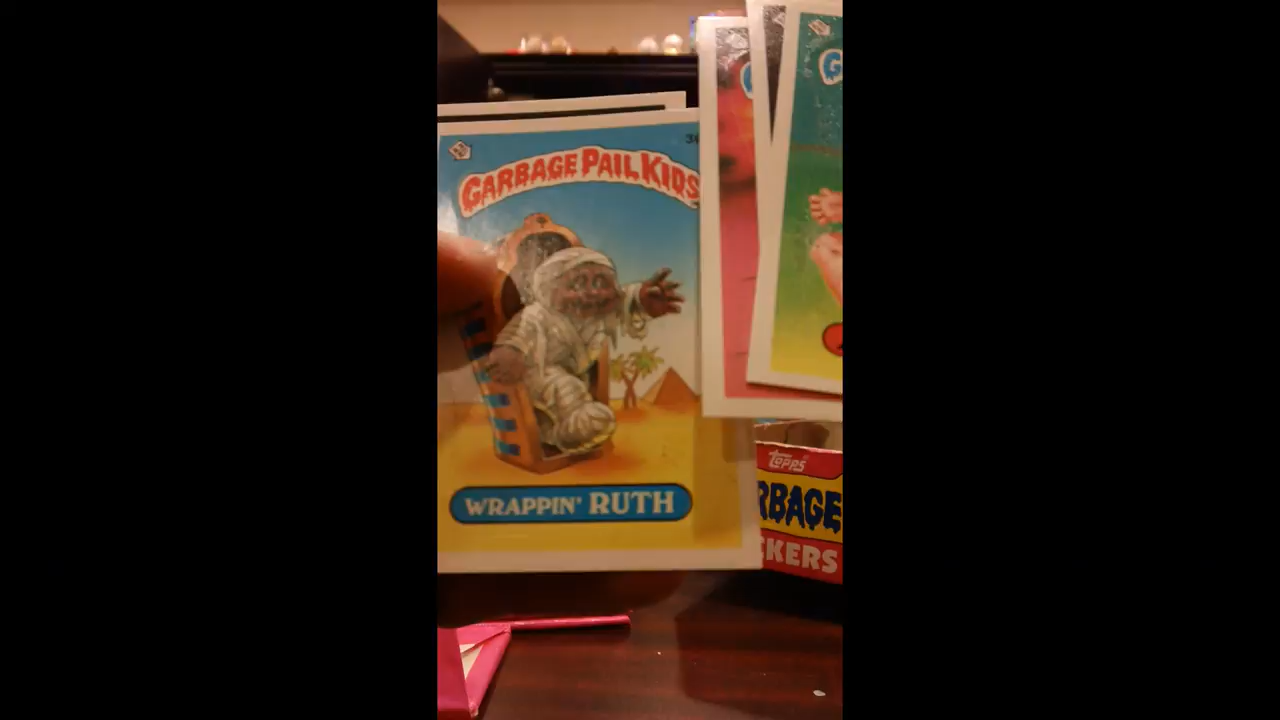 GARBAGE PAIL KIDS
WRAPPIN' RUTH
TOPPS
RBAGE
KERS